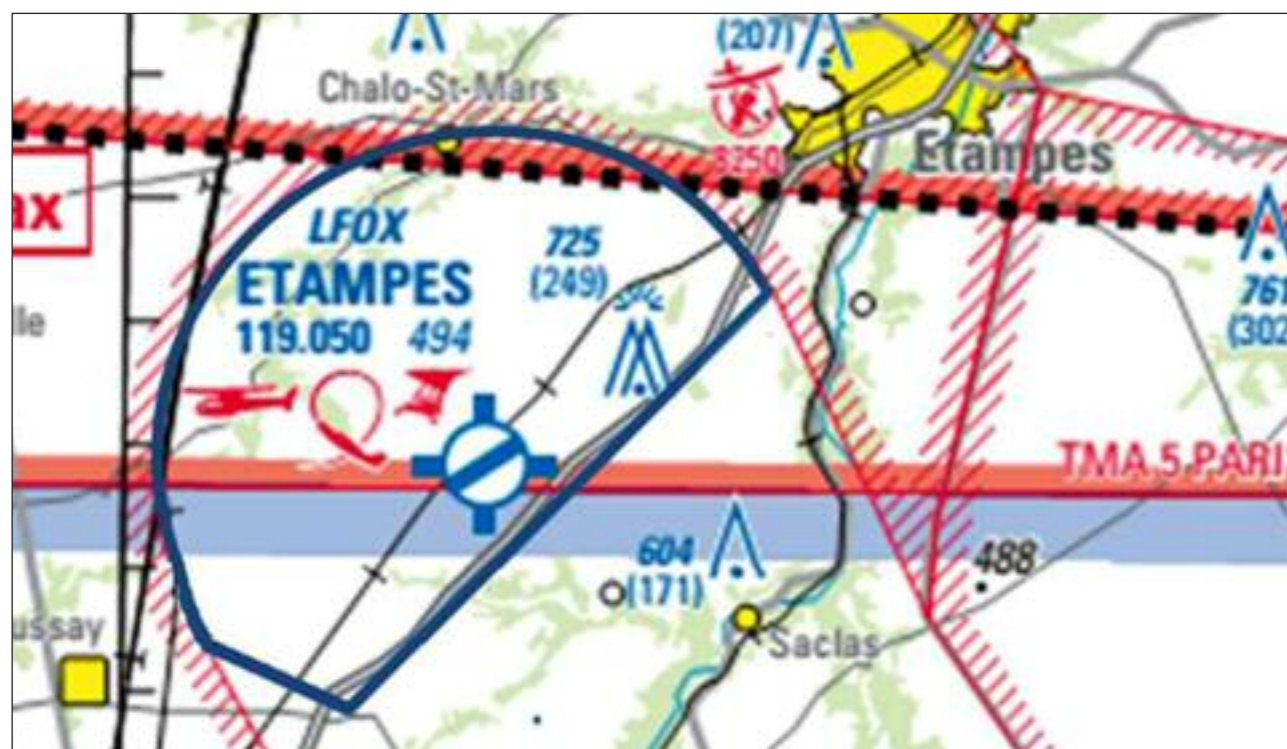 (207)
Chalo-St-Mars
8250
Etampes
ax
LFOX
ETAMPES
119.050 494
725
(249)
761
(302
lle
TMA 5 PARI
604
(171)
488
ussay
Saclas